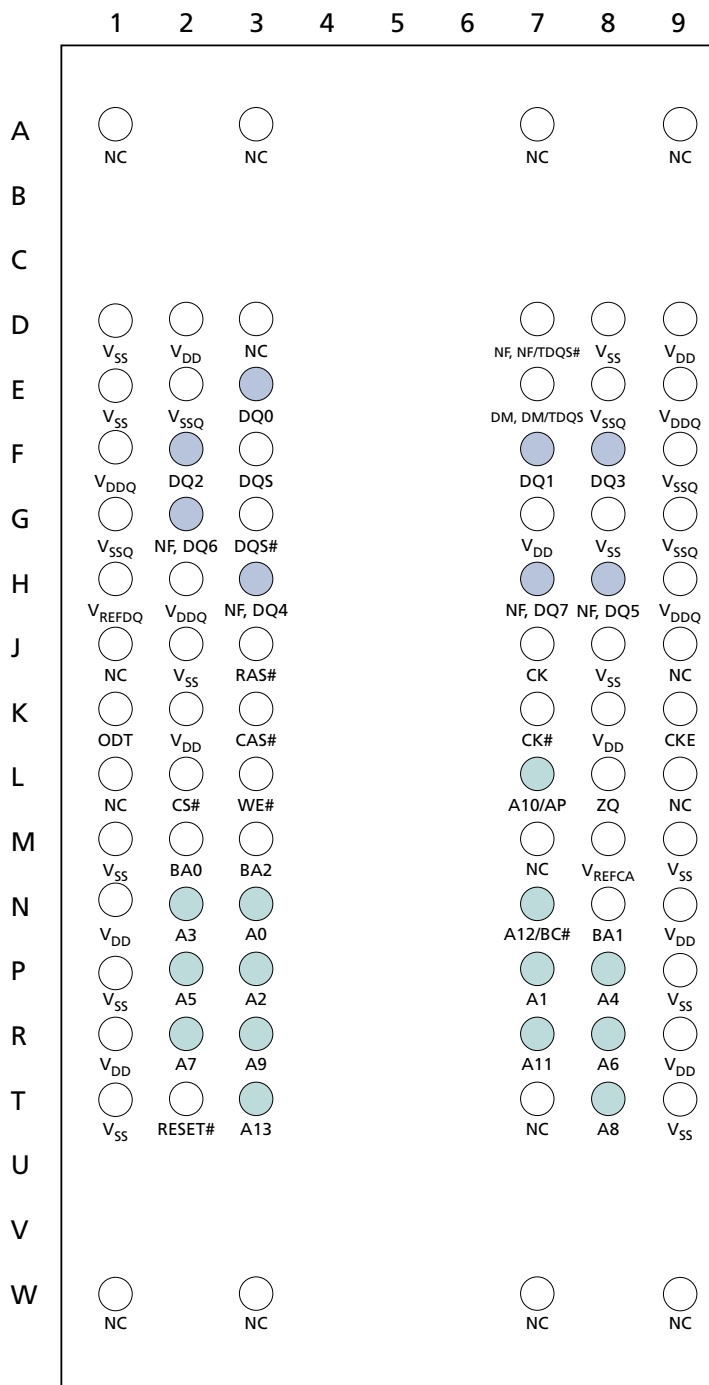 1 2 3 4 5 6 7 8 9
A
NC NC NC NC
B
C
D
VSS VDD NC NF, NF/TDQS# VSS VDD
E
VSS VSSQ DQ0 DM, DM/TDQS VSSQ VDDQ
F
VDDQ DQ2 DQS DQ1 DQ3 VSSQ
G
VSSQ NF, DQ6 DQS# VDD VSS VSSQ
H
VREFDQ VDDQ NF, DQ4 NF, DQ7 NF, DQ5 VDDQ
J
NC VSS RAS# CK VSS NC
K
ODT VDD CAS# CK# VDD CKE
L
NC CS# WE# A10/AP ZQ NC
M
VSS BA0 BA2 NC VREFCA VSS
N
VDD A3 A0 A12/BC# BA1 VDD
P
VSS A5 A2 A1 A4 VSS
R
VDD A7 A9 A11 A6 VDD
T
VSS RESET# A13 NC A8 VSS
U
V
W
NC NC NC NC